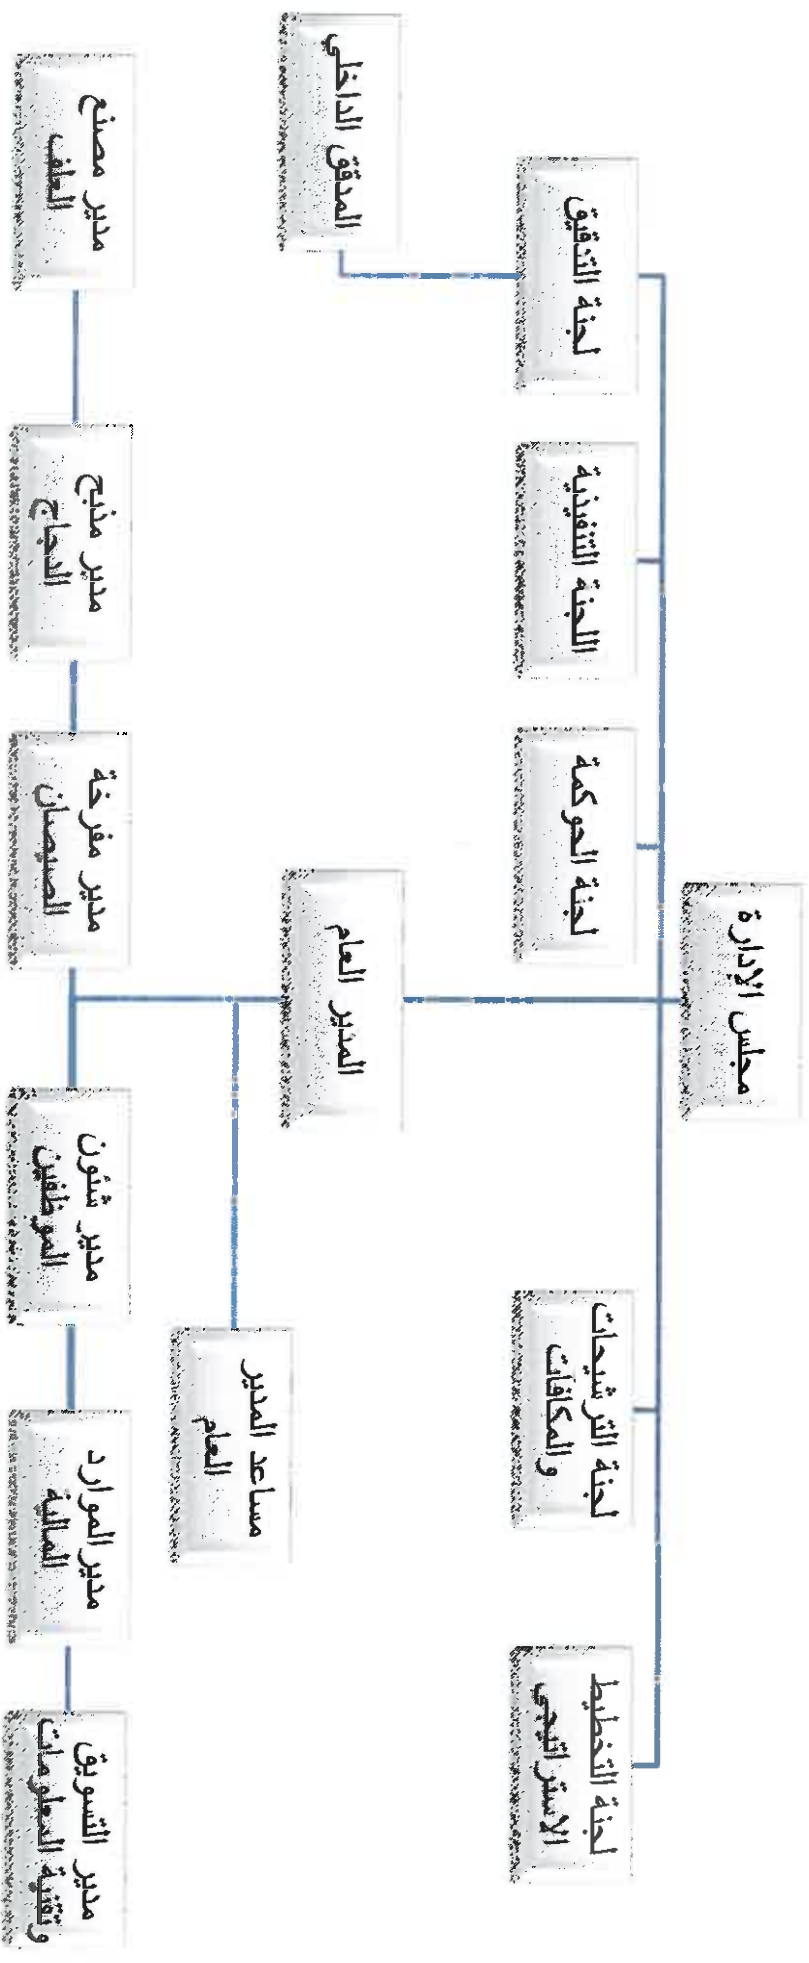 مجلس الإدارة
لجنة التخطيط
الاستراتيجي
لجنة الترشيحات
والمكافات
لجنة الحوكمة
اللجنة التنفيذية
لجنة التدقيق
المدير العام
المدقق الداخلي
مساعد المدير
العام
مدير التسويق
وتقنية المعلومات
مدير الموارد
المالية
مدير شئون
الموظفين
مدير مفرخة
الصيصان
مدير مذبح
الدجاج
مدير مصنع
العلف